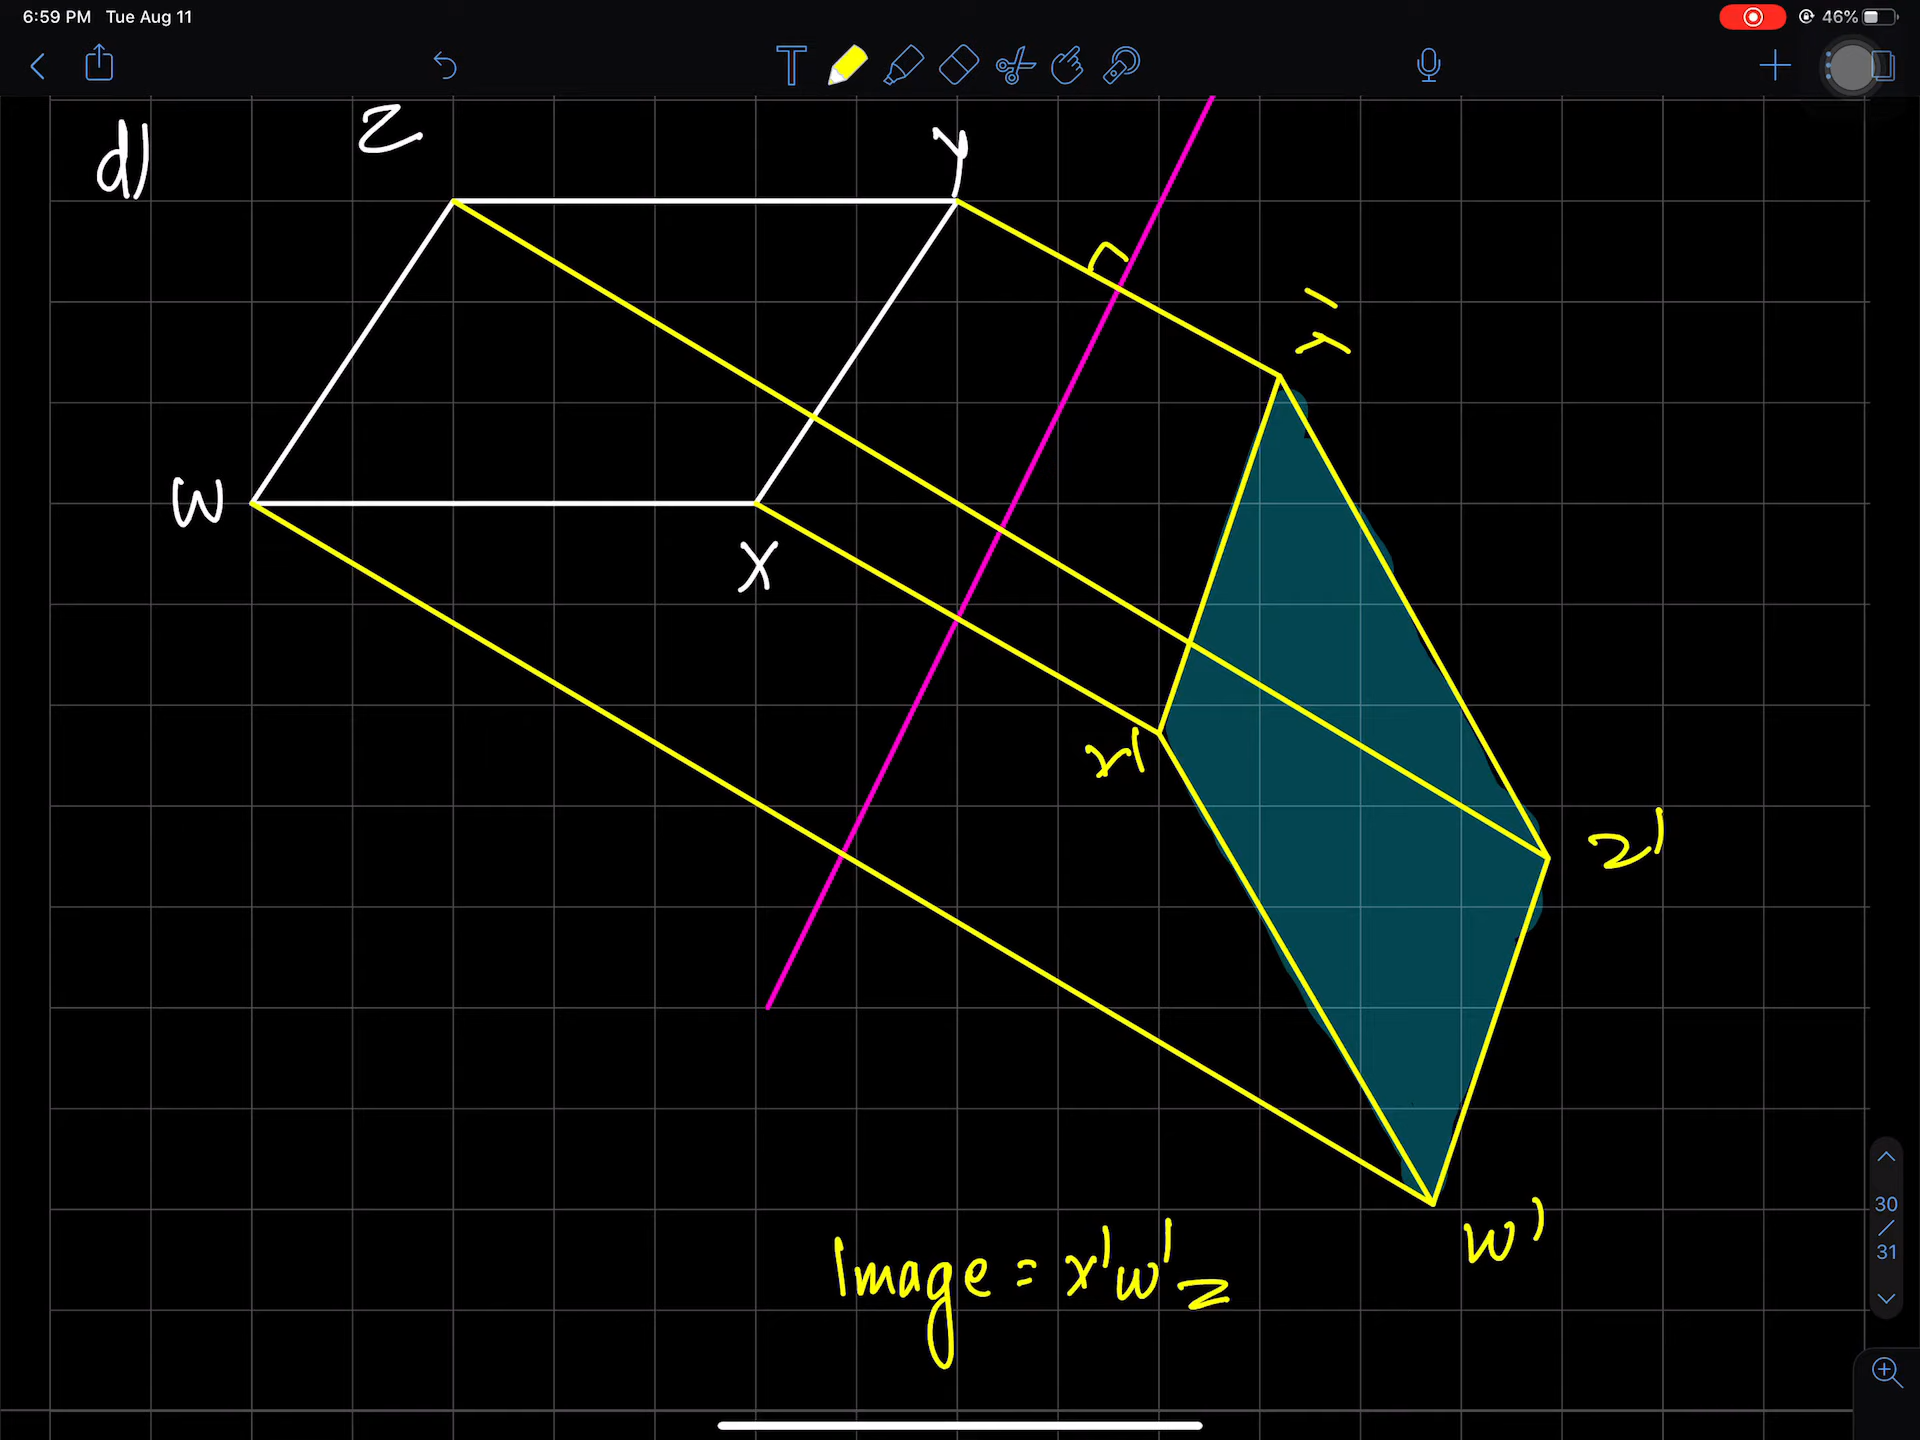 6:59 PM Tue Aug 11
46%
T
d)
Z
Y
W
X
Y'
x'
Z'
W'
Image = x'w'z
30
/
31